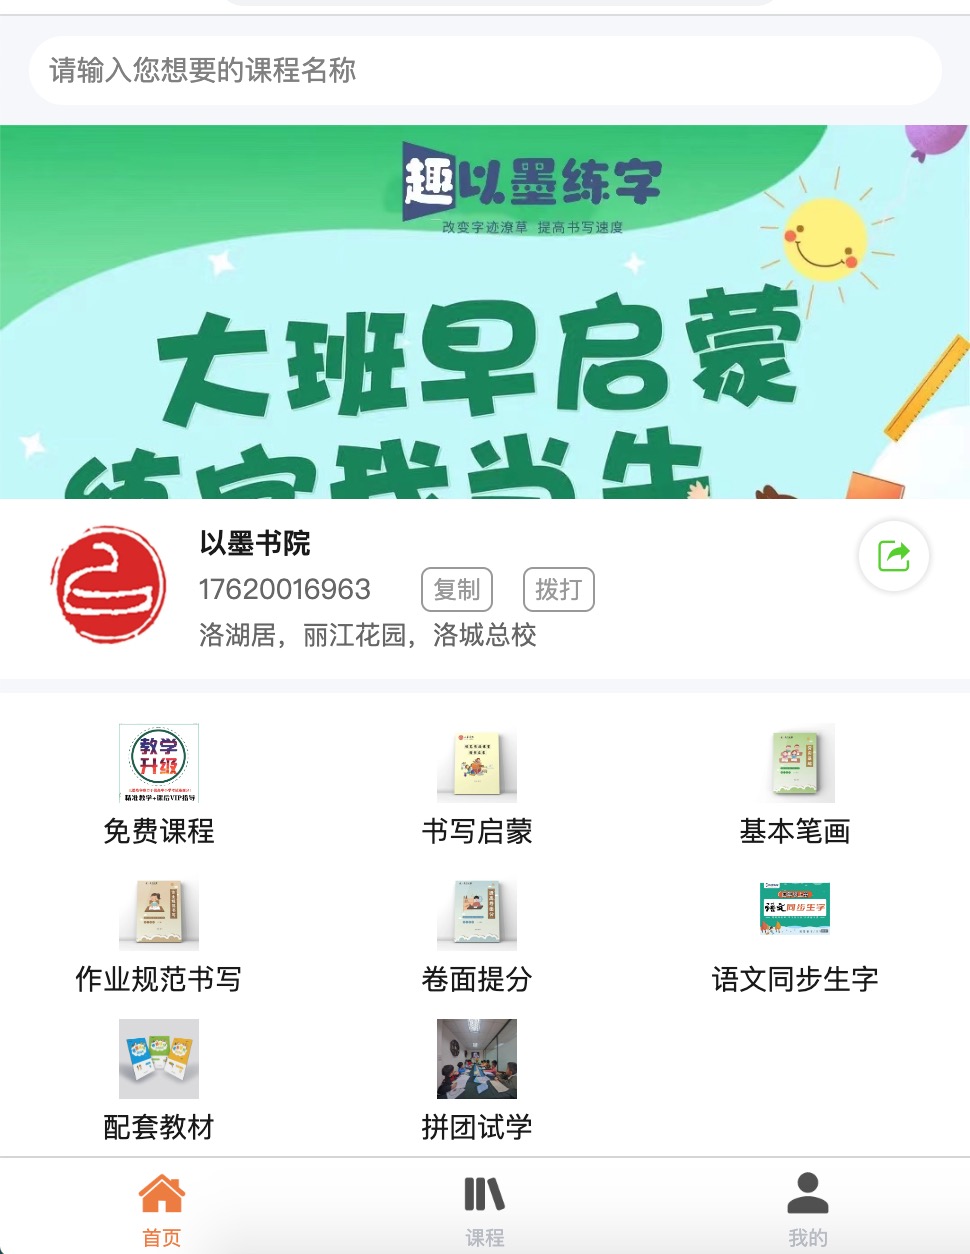 请输入您想要的课程名称
趣以墨练字
改变字迹潦草 提高书写速度
大班早启蒙
练字我当先
以墨书院
17620016963 复制 拨打
洛湖居，丽江花园，洛城总校
教学
升级
精准教学+课后VIP指导
免费课程 书写启蒙 基本笔画
语文同步生字
作业规范书写 卷面提分 语文同步生字
配套教材 拼团试学
首页 课程 我的